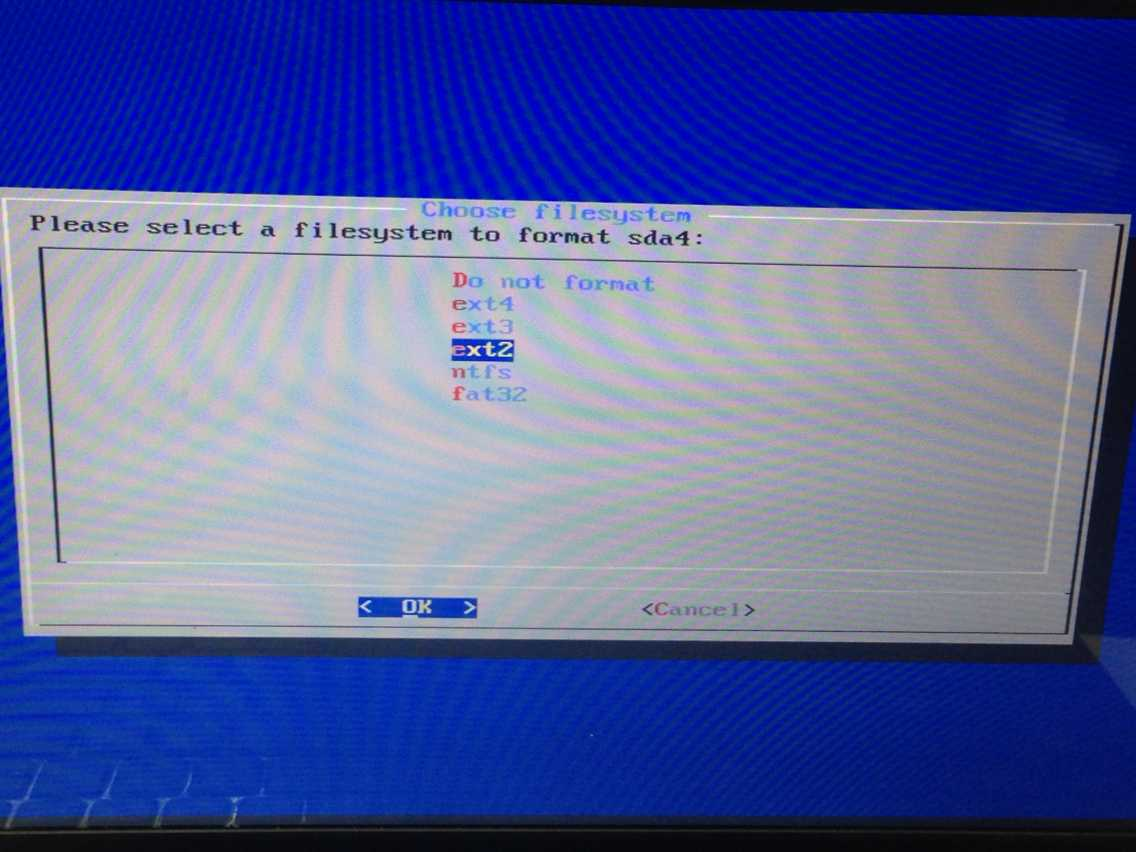 Choose filesystem
Please select a filesystem to format sda4:
Do not format
ext4
ext3
ext2
ntfs
fat32
< OK > <Cancel>